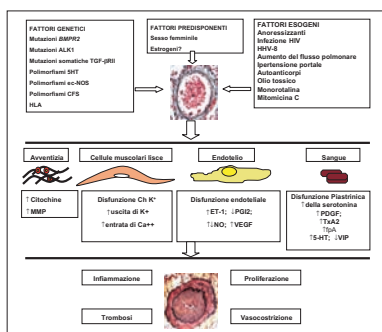 FATTORI GENETICI
Mutazioni BMPR2
Mutazioni ALK1
Mutazioni somatiche TGF-βRII
Polimorfismi 5HT
Polimorfismi ec-NOS
Polimorfismi CFS
HLA
FATTORI PREDISPONENTI
Sesso femminile
Estrogeni?
FATTORI ESOGENI
Anoressizzanti
Infezione HIV
HHV-8
Aumento del flusso polmonare
Ipertensione portale
Autoanticorpi
Olio tossico
Monorotalina
Mitomicina C
Avventizia
Cellule muscolari lisce
Endotelio
Sangue
↑Citochine
↑MMP
Disfunzione Ch K+
↑uscita di K+
↑entrata di Ca++
Disfunzione endoteliale
↑ET-1; ↓PGI2;
↑↓NO; ↑VEGF
Disfunzione Piastrinica
↑della serotonina
↑PDGF;
↑TxA2
↑fpA
↑5-HT; ↓VIP
Infiammazione
Proliferazione
Trombosi
Vasocostrizione